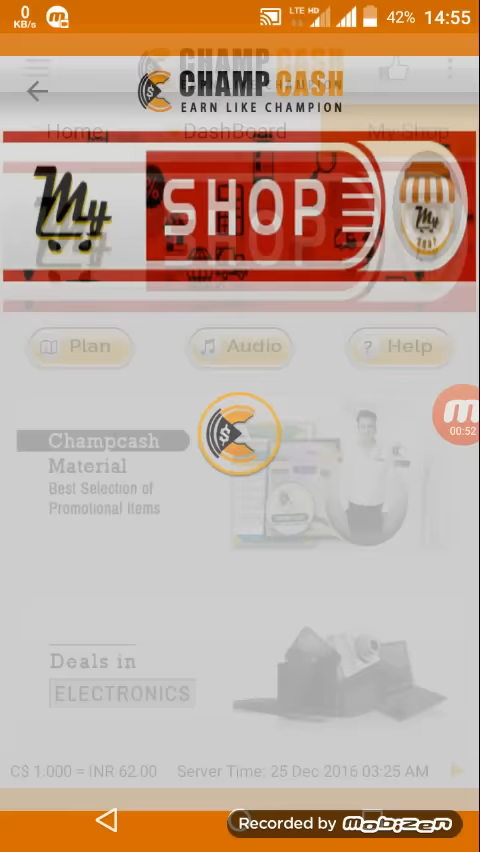 0 KB/s LTE HD 42% 14:55
CHAMP CASH
EARN LIKE CHAMPION
Home DashBoard My Shop
My SHOP My
Plan Audio Help
Champcash
Material
Best Selection of
Promotional Items
00:52
Deals in
ELECTRONICS
C$ 1.000 = INR 62.00 Server Time: 25 Dec 2016 03:25 AM
Recorded by mobizen